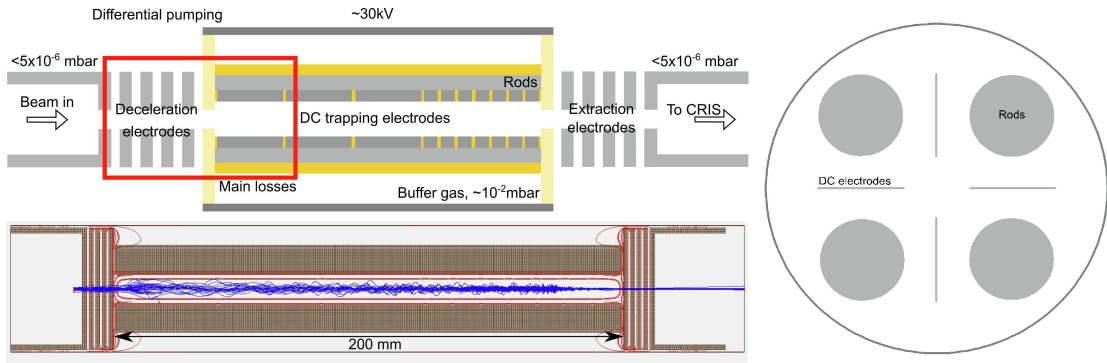 Differential pumping
~30kV
<5x10⁻⁶ mbar
<5x10⁻⁶ mbar
Beam in
Deceleration
electrodes
Rods
DC trapping electrodes
Extraction
electrodes
To CRIS
Main losses
Buffer gas, ~10⁻²mbar
200 mm
Rods
DC electrodes